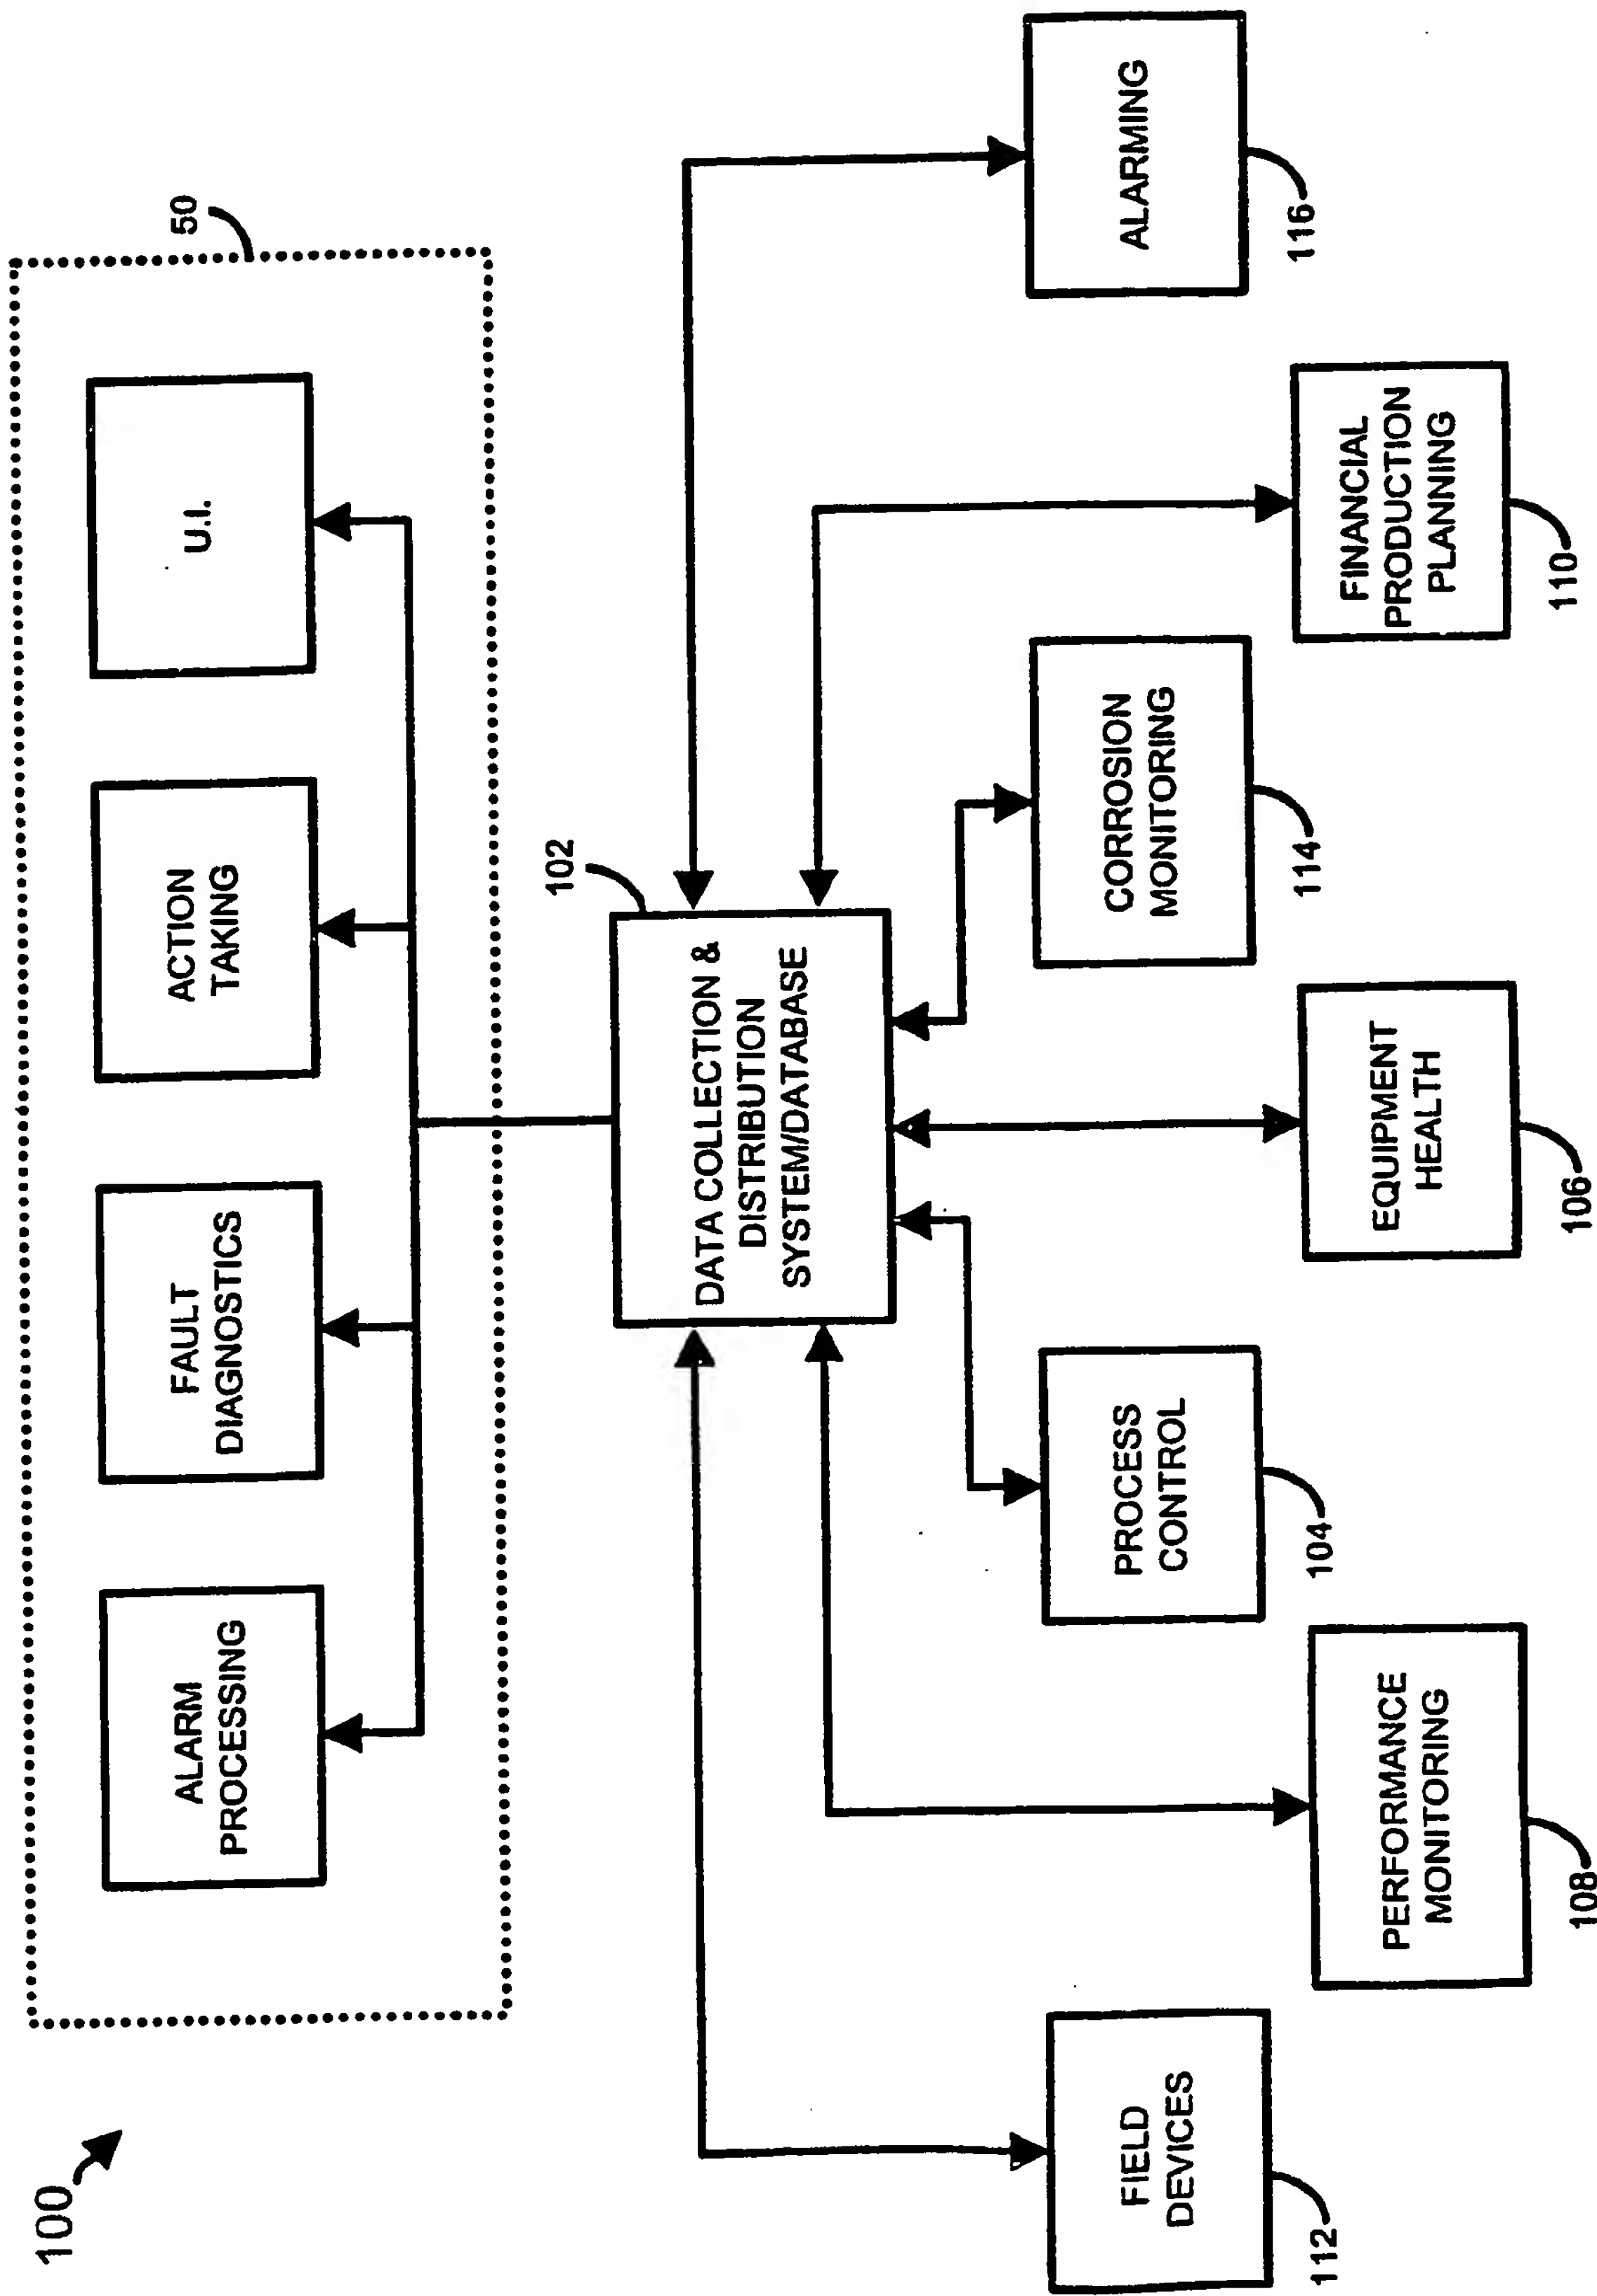 100
50
ALARM
PROCESSING
FAULT
DIAGNOSTICS
ACTION
TAKING
U.I.
102
DATA COLLECTION &
DISTRIBUTION
SYSTEM/DATABASE
FIELD
DEVICES
112
PERFORMANCE
MONITORING
108
PROCESS
CONTROL
104
EQUIPMENT
HEALTH
106
CORROSION
MONITORING
114
FINANCIAL
PRODUCTION
PLANNING
110
ALARMING
116